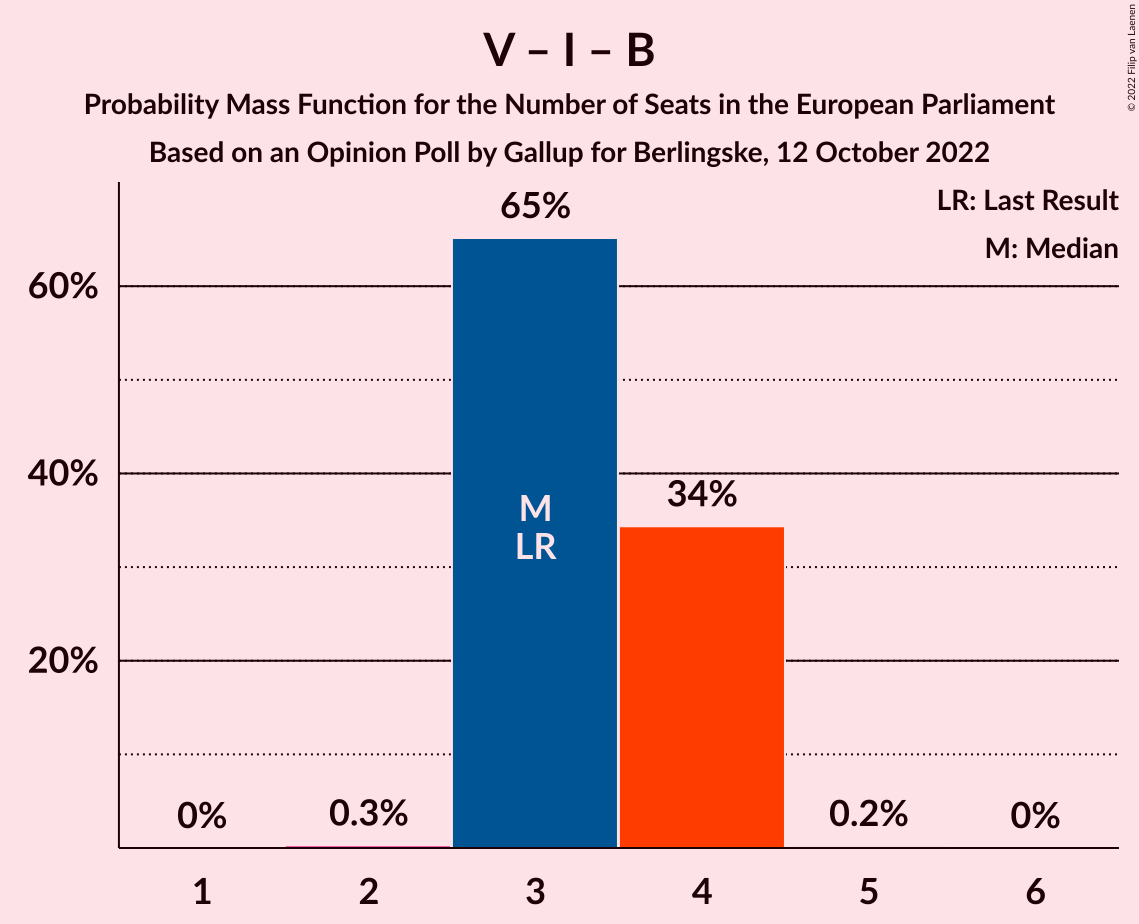 V – I – B
Probability Mass Function for the Number of Seats in the European Parliament
Based on an Opinion Poll by Gallup for Berlingske, 12 October 2022
© 2022 Filip van Laenen
LR: Last Result
M: Median
65%
60%
40%
34%
M
LR
20%
0%
0.3%
0.2%
0%
1
2
3
4
5
6